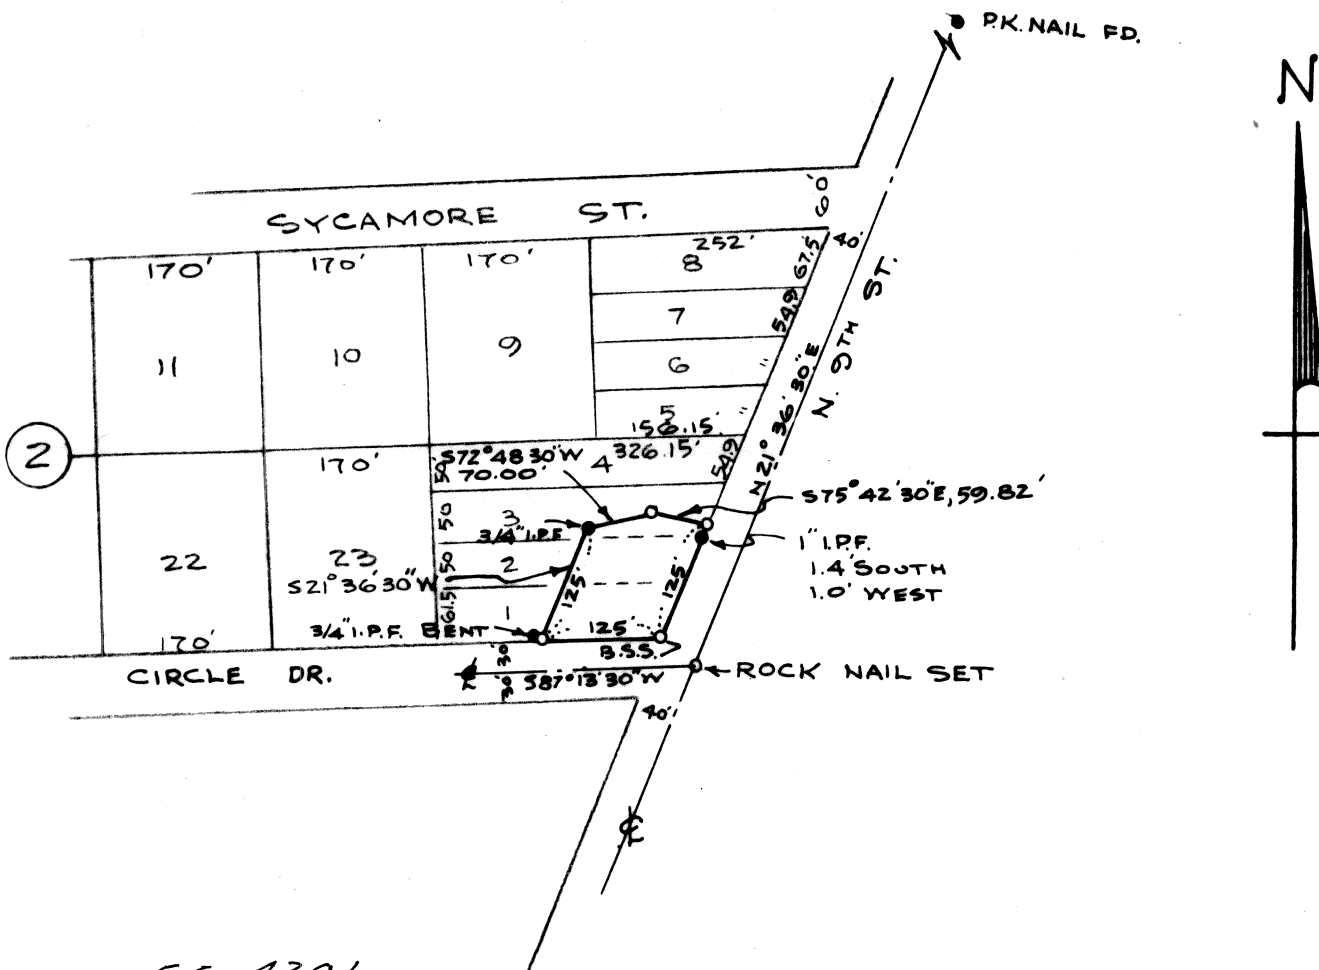 P.K. NAIL FD.
N
SYCAMORE ST.
60'
40'
170'
170'
170'
252'
8
67.5
7
54.9
6
"
5
"
156.15'
11
10
9
N. 9TH ST.
N21°36'30"E
2
170'
S72°48'30"W
70.00'
4
326.15'
54.9
50
S75°42'30"E, 59.82'
50
3
3/4" I.P.F.
1" I.P.F.
1.4' SOUTH
1.0' WEST
22
23
50
2
S21°36'30"W
125'
125'
61.5
1
3/4" I.P.F. BENT
125'
170'
B.S.S.
CIRCLE DR.
30
30
S87°13'30"W
ROCK NAIL SET
40'